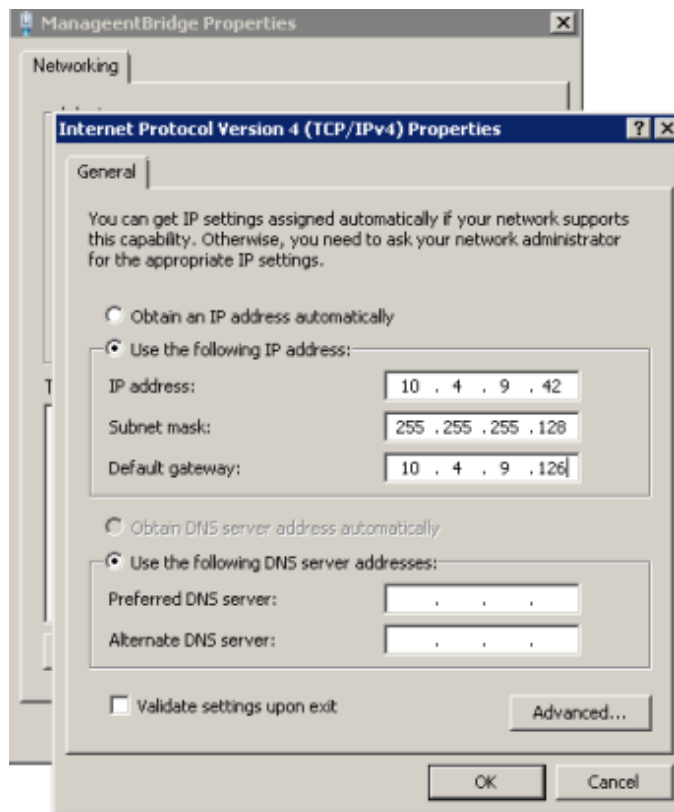 ManageentBridge Properties
Networking
Internet Protocol Version 4 (TCP/IPv4) Properties
General
You can get IP settings assigned automatically if your network supports
this capability. Otherwise, you need to ask your network administrator
for the appropriate IP settings.
Obtain an IP address automatically
Use the following IP address:
IP address: 10 . 4 . 9 . 42
Subnet mask: 255 . 255 . 255 . 128
Default gateway: 10 . 4 . 9 . 126
Obtain DNS server address automatically
Use the following DNS server addresses:
Preferred DNS server: . . .
Alternate DNS server: . . .
Validate settings upon exit
Advanced...
OK Cancel